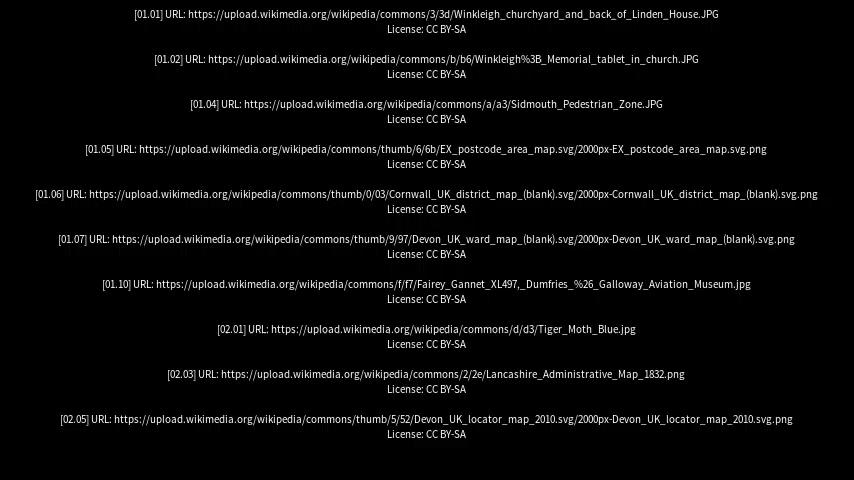 [01.01] URL: https://upload.wikimedia.org/wikipedia/commons/3/3d/Winkleigh_churchyard_and_back_of_Linden_House.JPG
License: CC BY-SA
[01.02] URL: https://upload.wikimedia.org/wikipedia/commons/b/b6/Winkleigh%3B_Memorial_tablet_in_church.JPG
License: CC BY-SA
[01.04] URL: https://upload.wikimedia.org/wikipedia/commons/a/a3/Sidmouth_Pedestrian_Zone.JPG
License: CC BY-SA
[01.05] URL: https://upload.wikimedia.org/wikipedia/commons/thumb/6/6b/EX_postcode_area_map.svg/2000px-EX_postcode_area_map.svg.png
License: CC BY-SA
[01.06] URL: https://upload.wikimedia.org/wikipedia/commons/thumb/0/03/Cornwall_UK_district_map_(blank).svg/2000px-Cornwall_UK_district_map_(blank).svg.png
License: CC BY-SA
[01.07] URL: https://upload.wikimedia.org/wikipedia/commons/thumb/9/97/Devon_UK_ward_map_(blank).svg/2000px-Devon_UK_ward_map_(blank).svg.png
License: CC BY-SA
[01.10] URL: https://upload.wikimedia.org/wikipedia/commons/f/f7/Fairey_Gannet_XL497,_Dumfries_%26_Galloway_Aviation_Museum.jpg
License: CC BY-SA
[02.01] URL: https://upload.wikimedia.org/wikipedia/commons/d/d3/Tiger_Moth_Blue.jpg
License: CC BY-SA
[02.03] URL: https://upload.wikimedia.org/wikipedia/commons/2/2e/Lancashire_Administrative_Map_1832.png
License: CC BY-SA
[02.05] URL: https://upload.wikimedia.org/wikipedia/commons/thumb/5/52/Devon_UK_locator_map_2010.svg/2000px-Devon_UK_locator_map_2010.svg.png
License: CC BY-SA